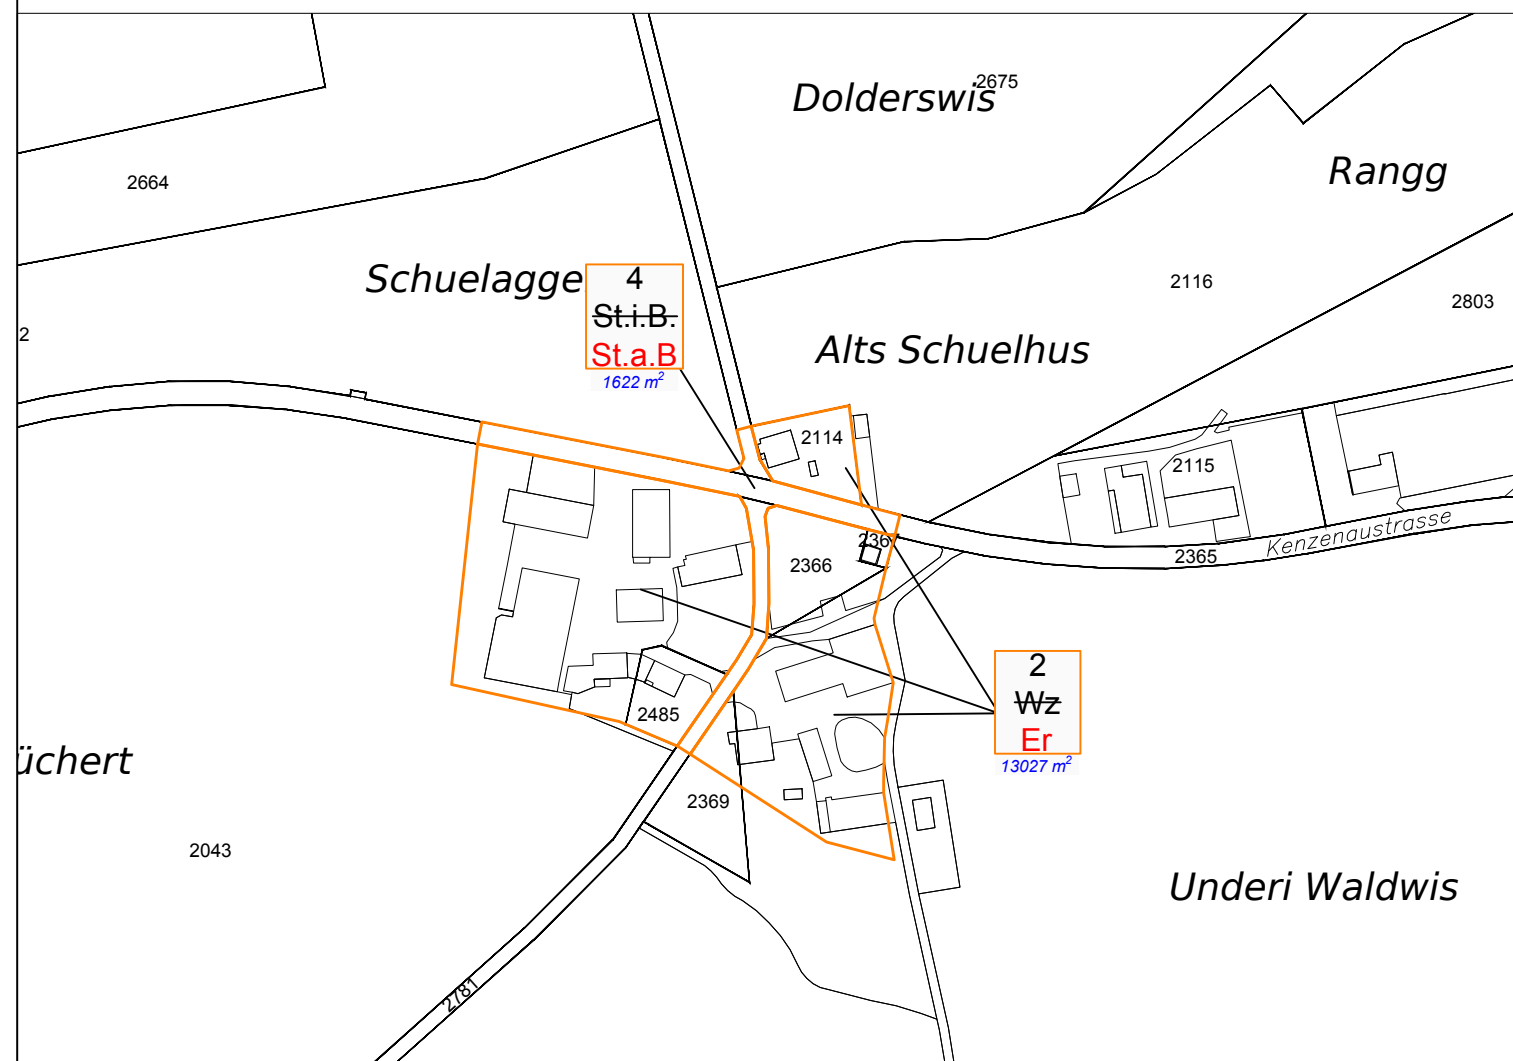 Dolderswis
2675
Rangg
2664
Schuelagge
4
St.i.B.
St.a.B
1622 m²
2116
2803
2
Alts Schuelhus
2114
2115
Kenzenaustrasse
2365
236
2366
2
Wz
Er
13027 m²
2485
üchert
2369
2043
Underi Waldwis
2781